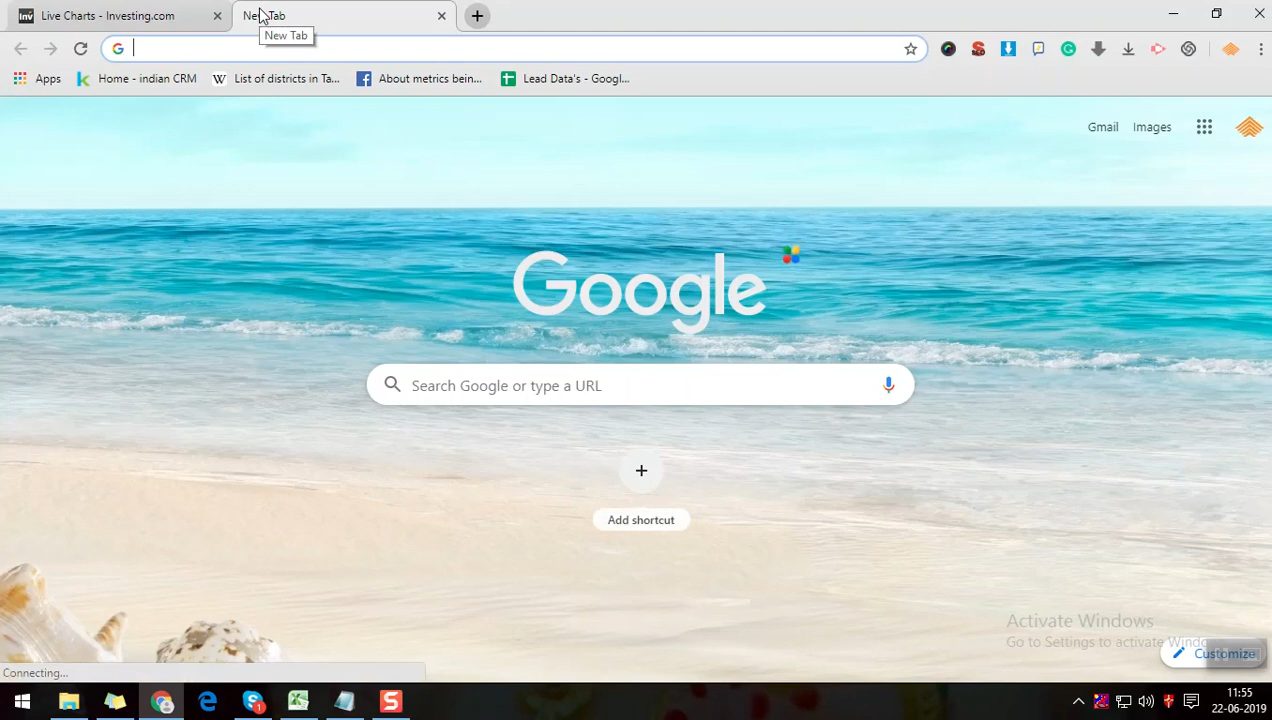 Inv Live Charts - Investing.com
New Tab
New Tab
Apps Home - indian CRM List of districts in Ta... About metrics bein... Lead Data's - Googl...
Gmail Images
Google
Search Google or type a URL
Add shortcut
Activate Windows
Go to Settings to activate
Customize
Connecting...
11:55
22-06-2019